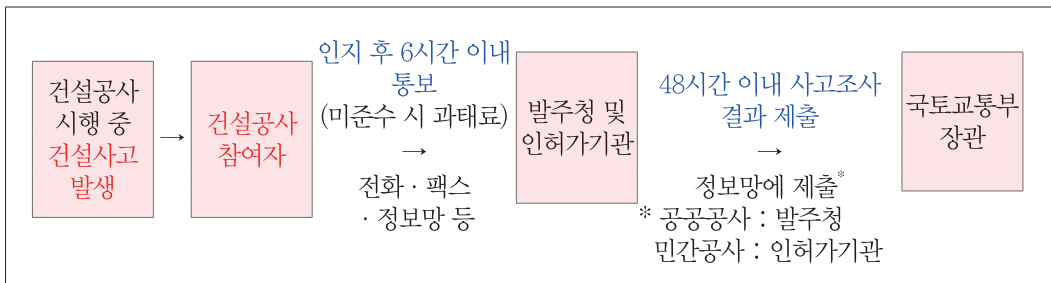 건설공사
시행 중
건설사고
발생
→
건설공사
참여자
인지 후 6시간 이내
통보
(미준수 시 과태료)
→
전화 · 팩스
· 정보망 등
발주청 및
인허가기관
48시간 이내 사고조사
결과 제출
→
정보망에 제출*
* 공공공사 : 발주청
민간공사 : 인허가기관
국토교통부
장관